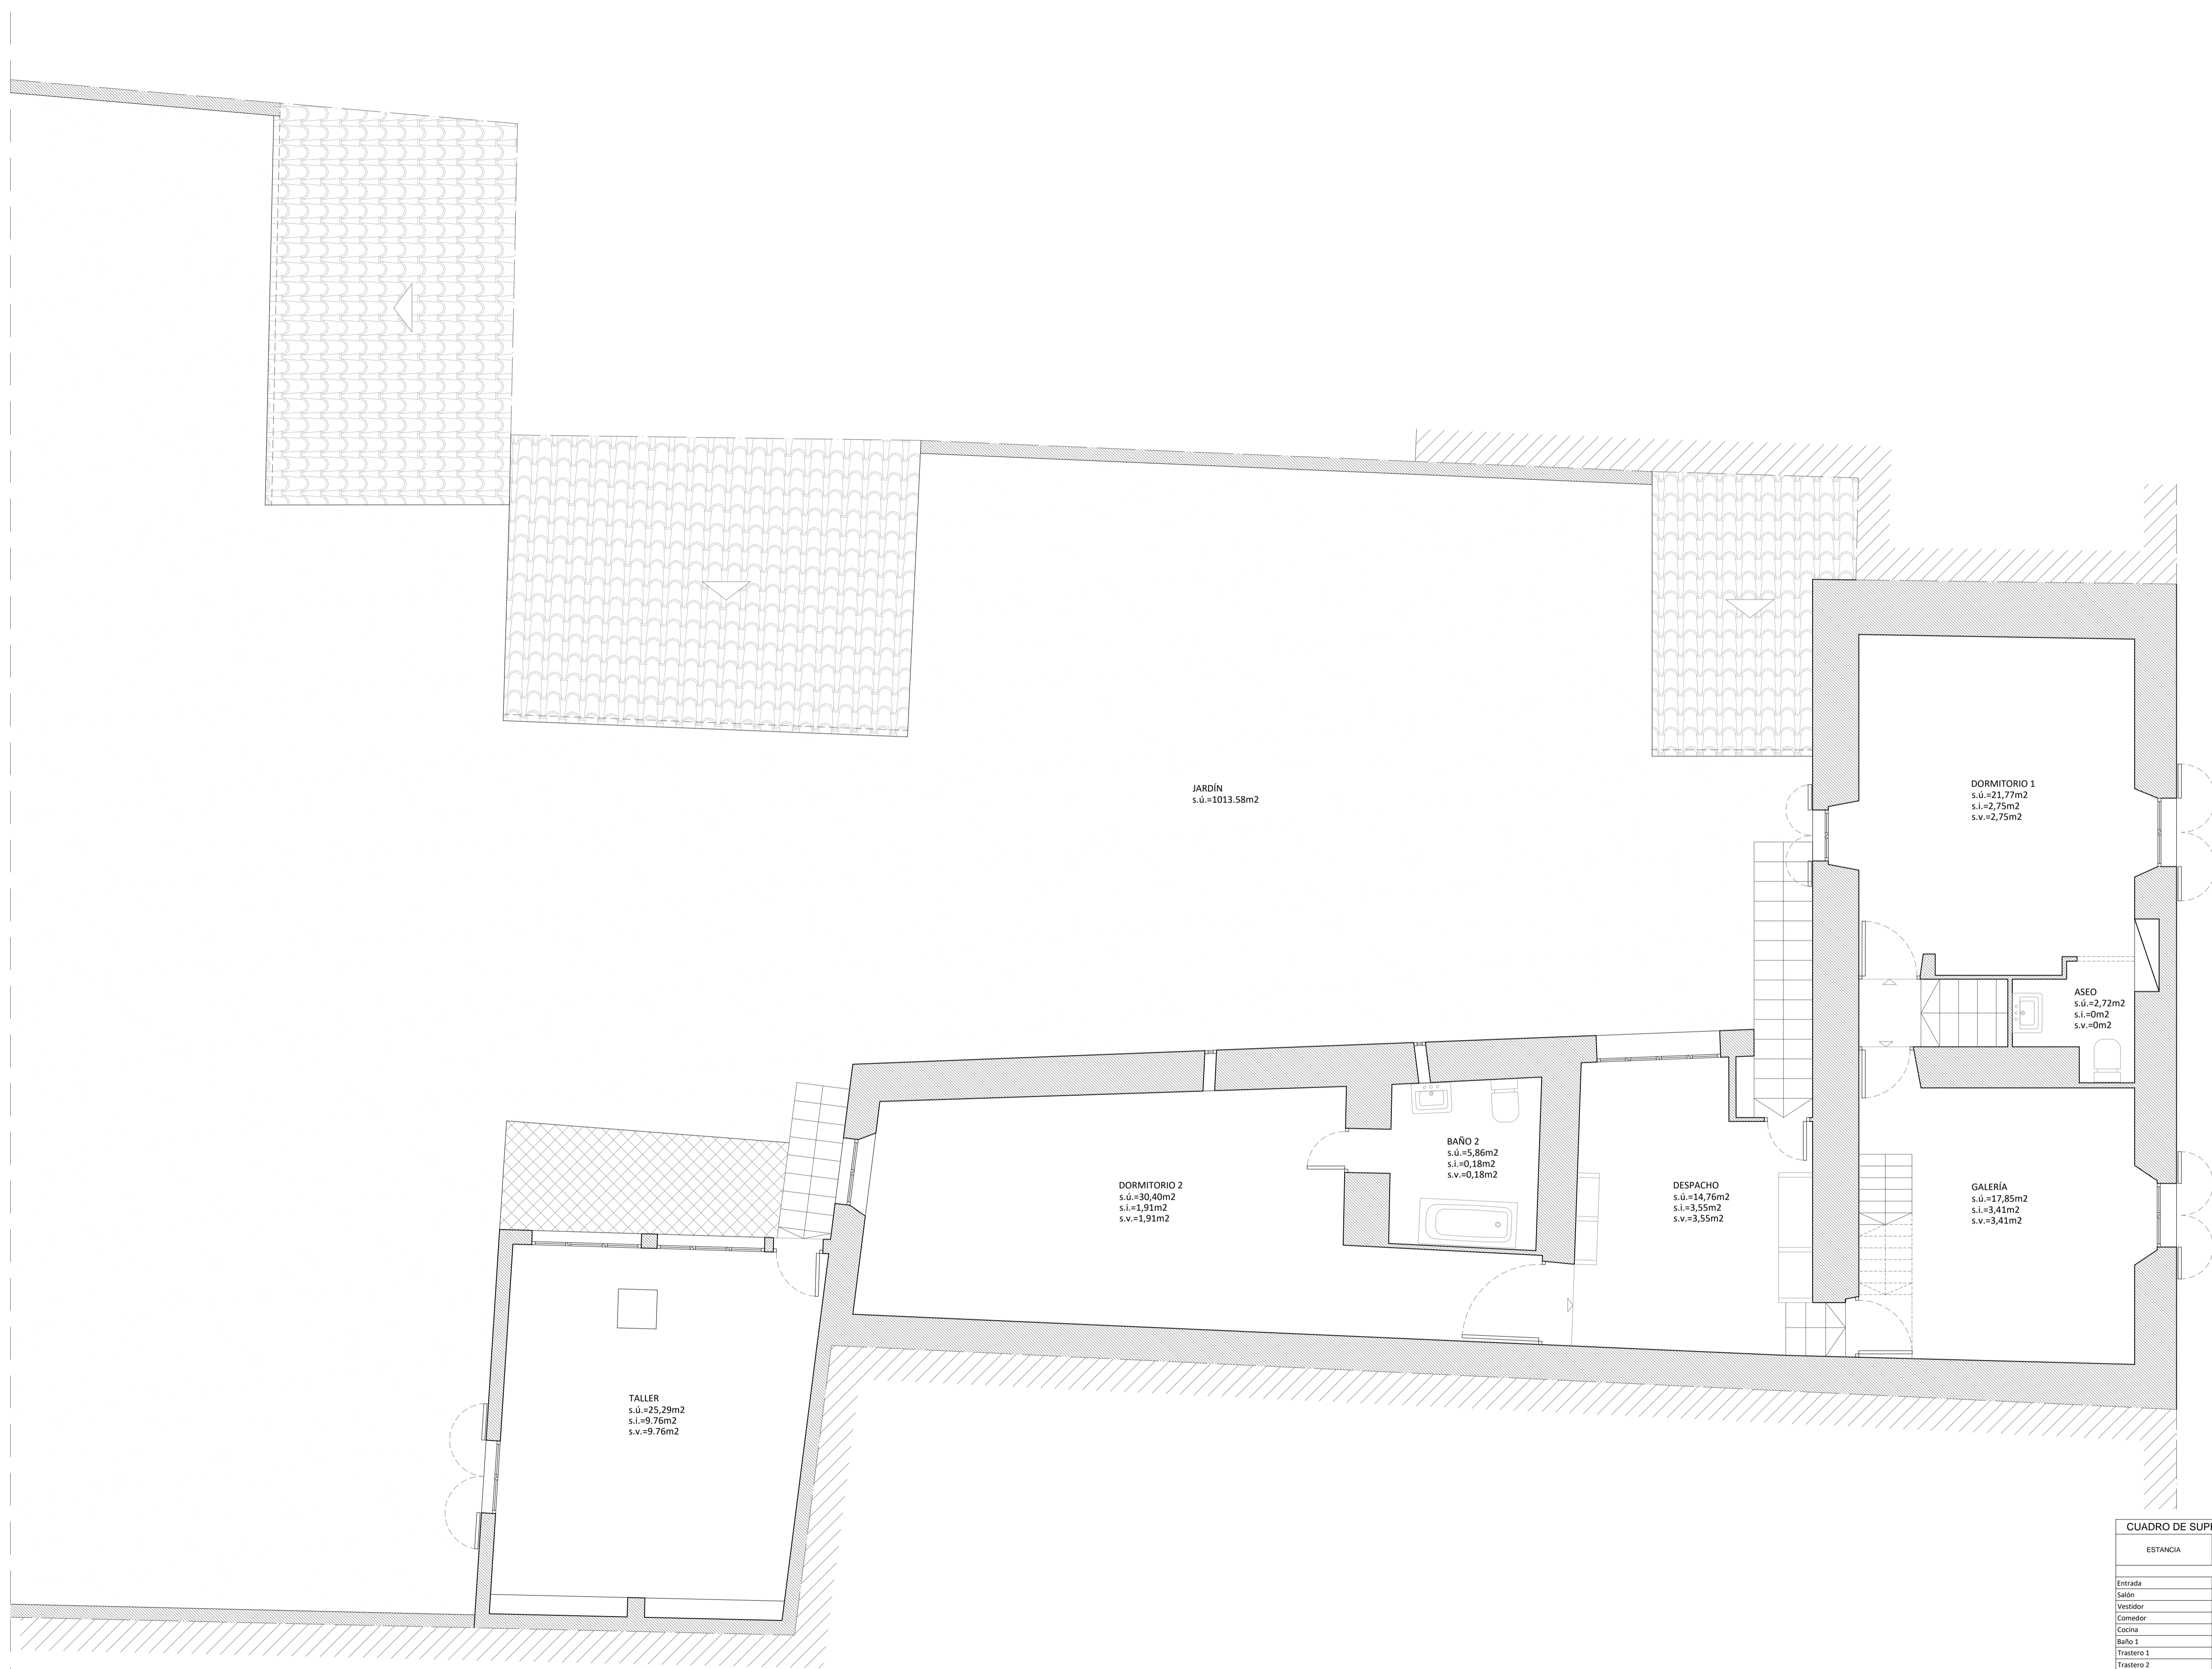 JARDÍN
s.ú.=1013.58m2
DORMITORIO 1
s.ú.=21,77m2
s.i.=2,75m2
s.v.=2,75m2
ASEO
s.ú.=2,72m2
s.i.=0m2
s.v.=0m2
BAÑO 2
s.ú.=5,86m2
s.i.=0,18m2
s.v.=0,18m2
DORMITORIO 2
s.ú.=30,40m2
s.i.=1,91m2
s.v.=1,91m2
DESPACHO
s.ú.=14,76m2
s.i.=3,55m2
s.v.=3,55m2
GALERÍA
s.ú.=17,85m2
s.i.=3,41m2
s.v.=3,41m2
TALLER
s.ú.=25,29m2
s.i.=9.76m2
s.v.=9.76m2
CUADRO DE SUP
ESTANCIA
Entrada
Salón
Vestidor
Comedor
Cocina
Baño 1
Trastero 1
Trastero 2